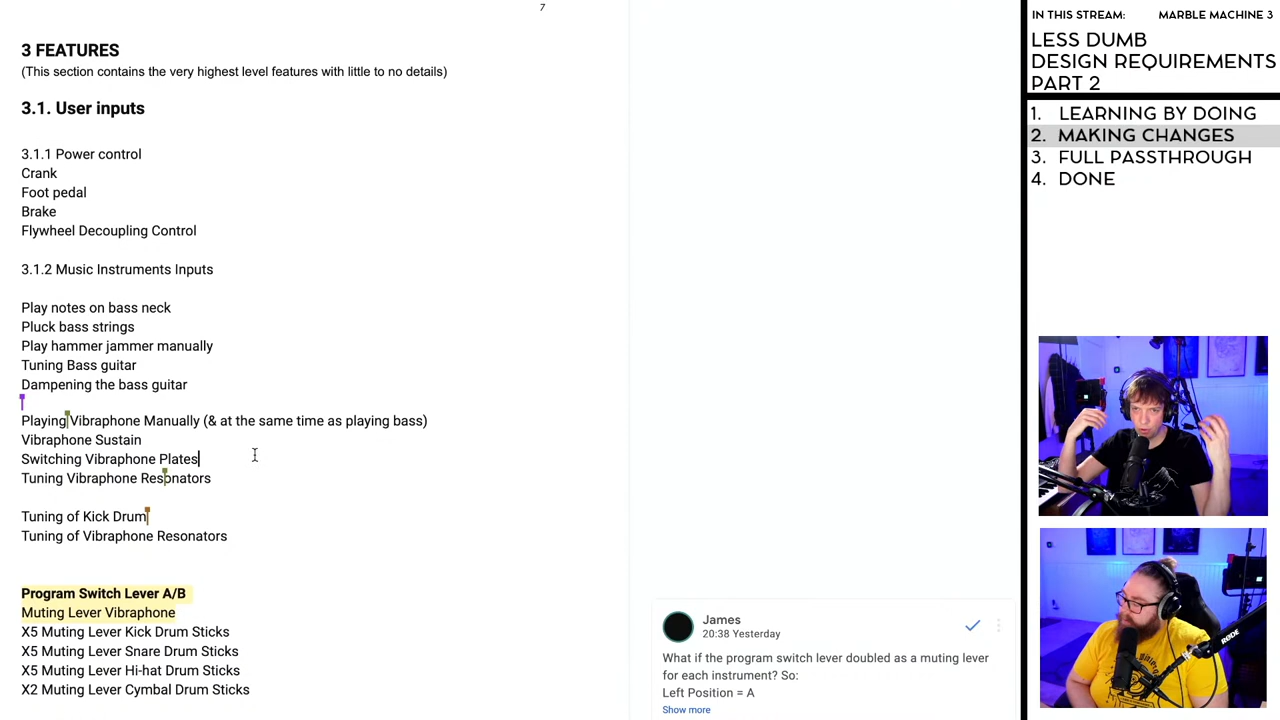 7
3 FEATURES
(This section contains the very highest level features with little to no details)
3.1. User inputs
3.1.1 Power control
Crank
Foot pedal
Brake
Flywheel Decoupling Control
3.1.2 Music Instruments Inputs
Play notes on bass neck
Pluck bass strings
Play hammer jammer manually
Tuning Bass guitar
Dampening the bass guitar
Playing Vibraphone Manually (& at the same time as playing bass)
Vibraphone Sustain
Switching Vibraphone Plates
Tuning Vibraphone Resonators
Tuning of Kick Drum
Tuning of Vibraphone Resonators
Program Switch Lever A/B
Muting Lever Vibraphone
X5 Muting Lever Kick Drum Sticks
X5 Muting Lever Snare Drum Sticks
X5 Muting Lever Hi-hat Drum Sticks
X2 Muting Lever Cymbal Drum Sticks
James
20:38 Yesterday
What if the program switch lever doubled as a muting lever
for each instrument? So:
Left Position = A
Show more
IN THIS STREAM: MARBLE MACHINE 3
LESS DUMB
DESIGN REQUIREMENTS
PART 2
1. LEARNING BY DOING
2. MAKING CHANGES
3. FULL PASSTHROUGH
4. DONE
RØDE